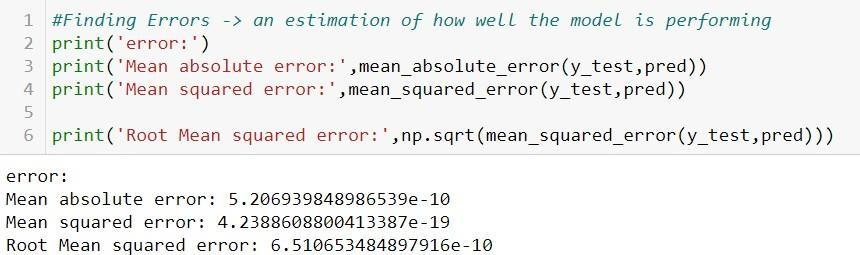 1 #Finding Errors -> an estimation of how well the model is performing
2 print('error:')
3 print('Mean absolute error:',mean_absolute_error(y_test,pred))
4 print('Mean squared error:',mean_squared_error(y_test,pred))
5
6 print('Root Mean squared error:',np.sqrt(mean_squared_error(y_test,pred)))
error:
Mean absolute error: 5.206939848986539e-10
Mean squared error: 4.2388608800413387e-19
Root Mean squared error: 6.510653484897916e-10